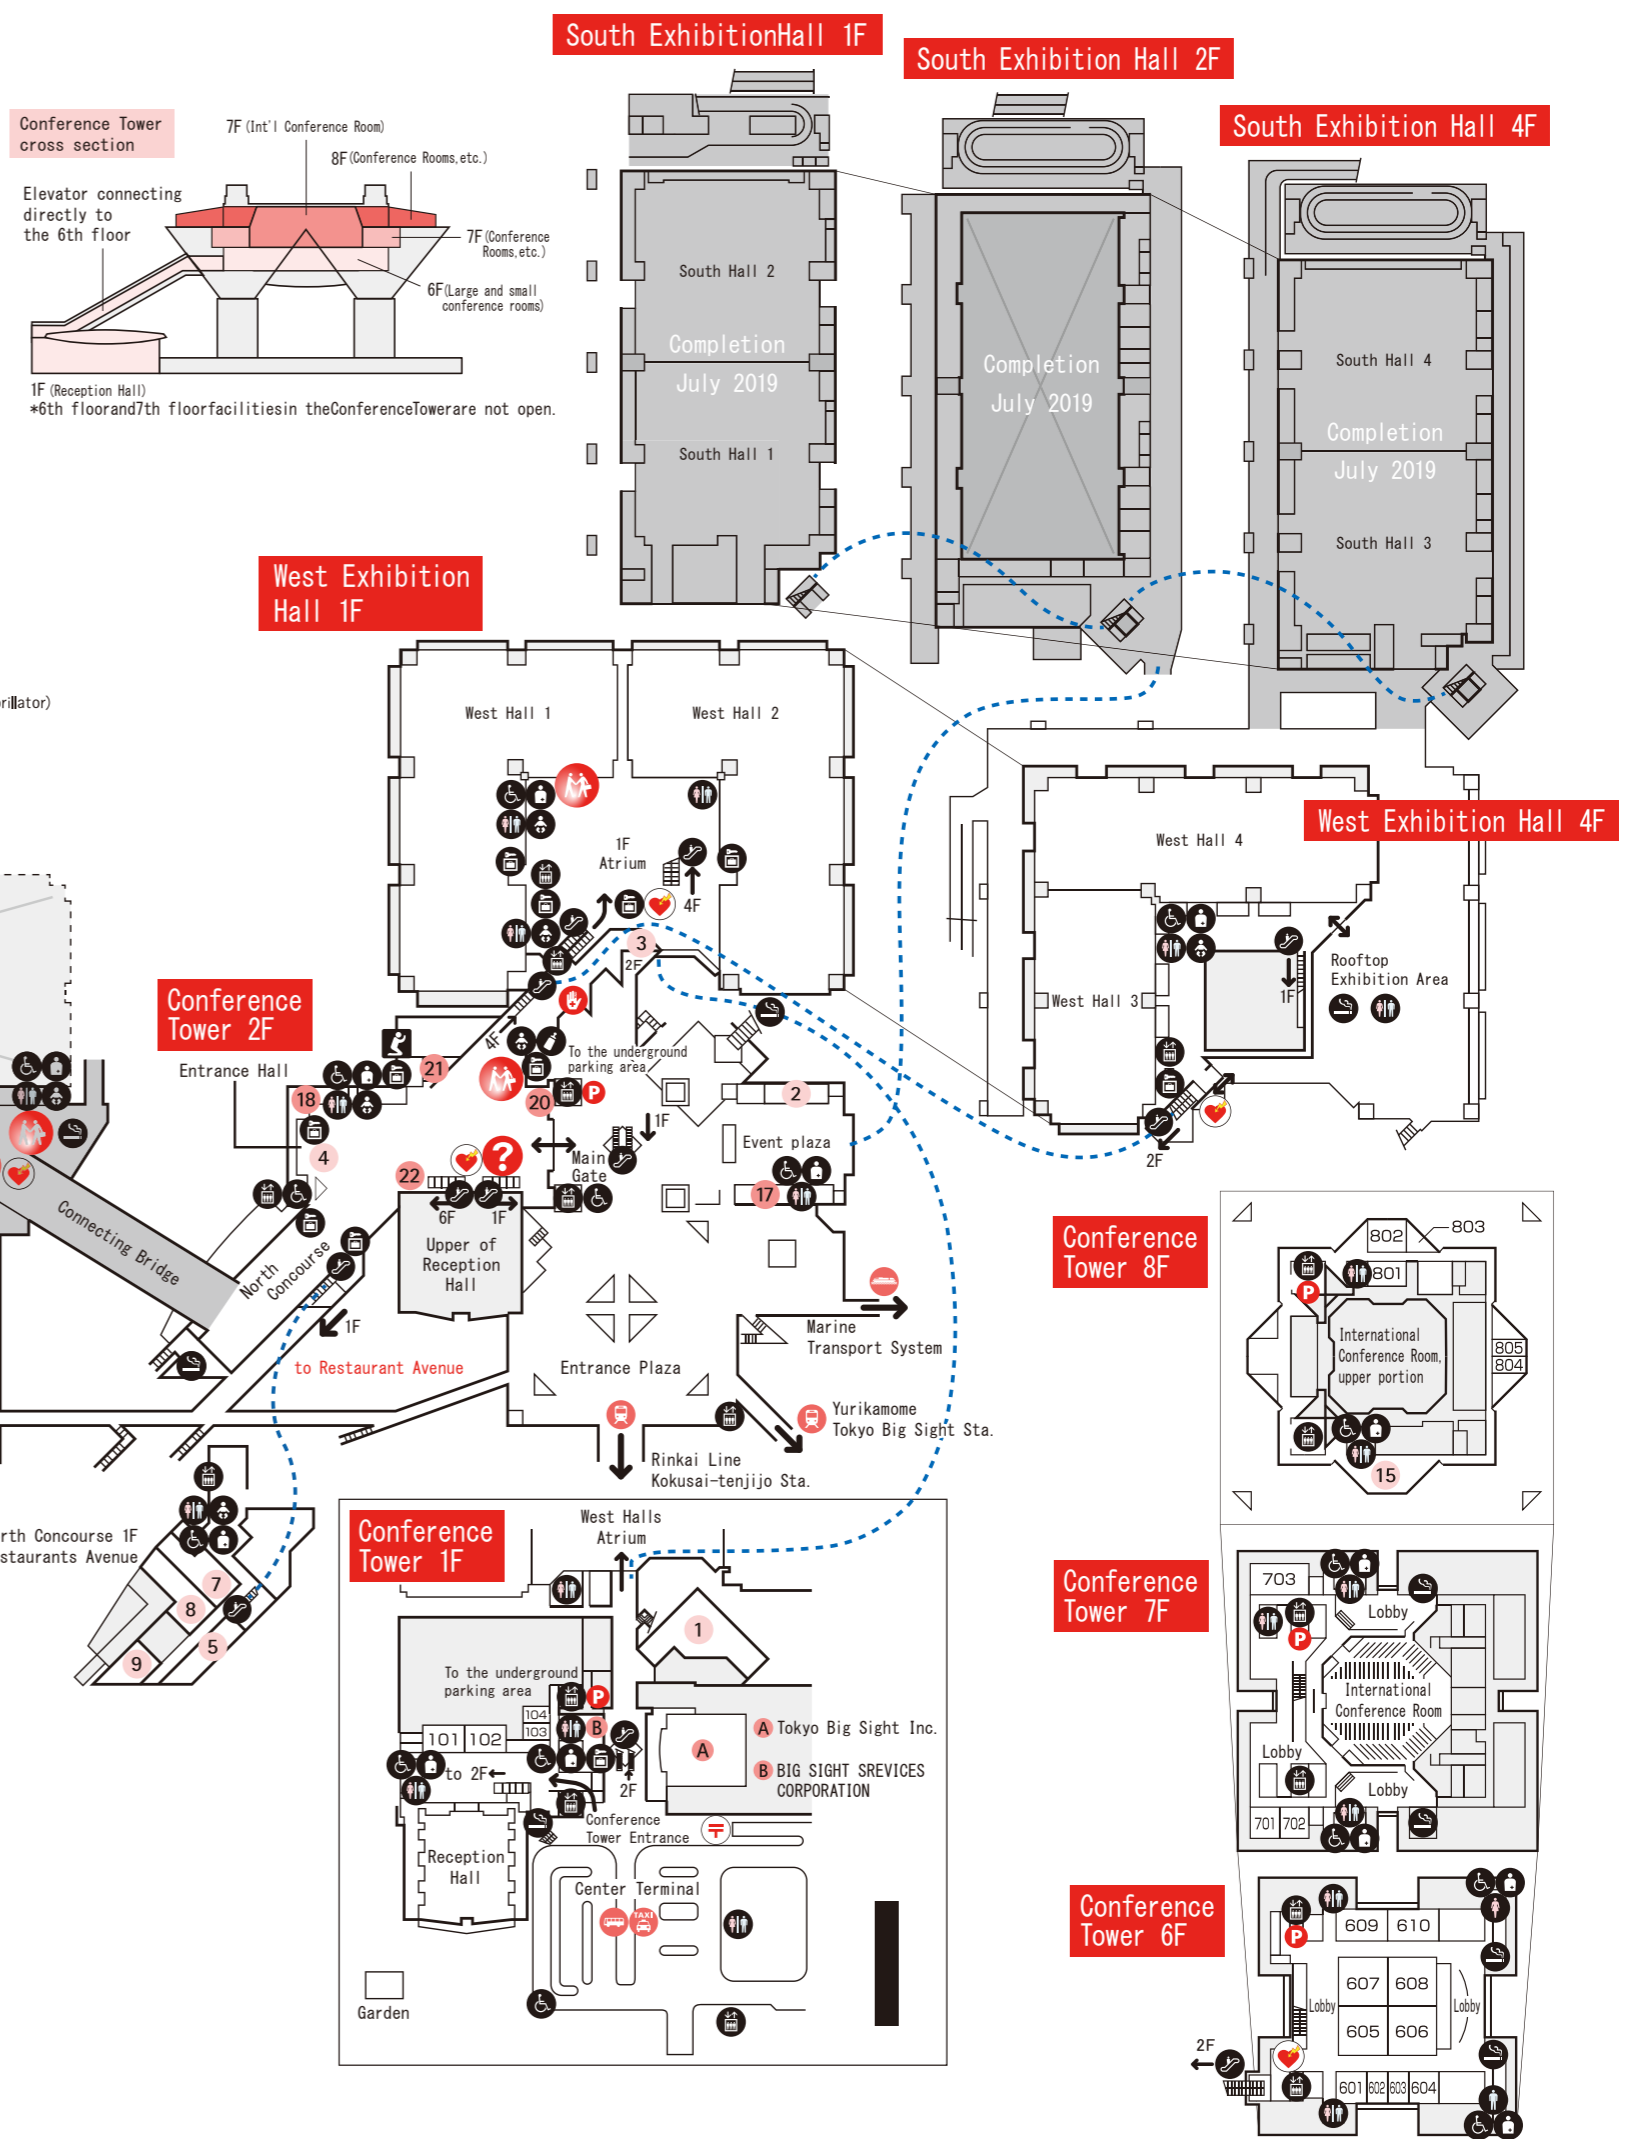 South ExhibitionHall 1F
South Exhibition Hall 2F
South Exhibition Hall 4F
Conference Tower
cross section
7F (Int'l Conference Room)
8F(Conference Rooms,etc.)
Elevator connecting
directly to
the 6th floor
7F(Conference
Rooms,etc.)
6F(Large and small
conference rooms)
1F (Reception Hall)
*6th floorand7th floorfacilitiesin theConferenceTowerare not open.
South Hall 2
Completion
July 2019
South Hall 1
Completion
July 2019
South Hall 4
Completion
July 2019
South Hall 3
West Exhibition
Hall 1F
rillator)
West Hall 1
West Hall 2
1F
Atrium
4F
3
2F
4F
West Exhibition Hall 4F
West Hall 4
West Hall 3
1F
Rooftop
Exhibition Area
2F
Conference
Tower 2F
Entrance Hall
21
18
4
22
20
To the underground
parking area
P
1F
2
Event plaza
17
Main
Gate
?
6F
1F
Upper of
Reception
Hall
Connecting Bridge
North
Concourse
1F
to Restaurant Avenue
Entrance Plaza
Marine
Transport System
Yurikamome
Tokyo Big Sight Sta.
Rinkai Line
Kokusai-tenjijo Sta.
rth Concourse 1F
staurants Avenue
7
8
5
9
Conference
Tower 1F
West Halls
Atrium
1
To the underground
parking area
P
104
103
B
101
102
to 2F
2F
A
A Tokyo Big Sight Inc.
B BIG SIGHT SREVICES
CORPORATION
Conference
Tower Entrance
〒
Reception
Hall
Center Terminal
TAXI
Garden
Conference
Tower 8F
802
803
801
P
International
Conference Room,
upper portion
805
804
15
Conference
Tower 7F
703
Lobby
P
International
Conference Room
Lobby
Lobby
701
702
Conference
Tower 6F
P
609
610
607
608
Lobby
Lobby
605
606
2F
601
602
603
604